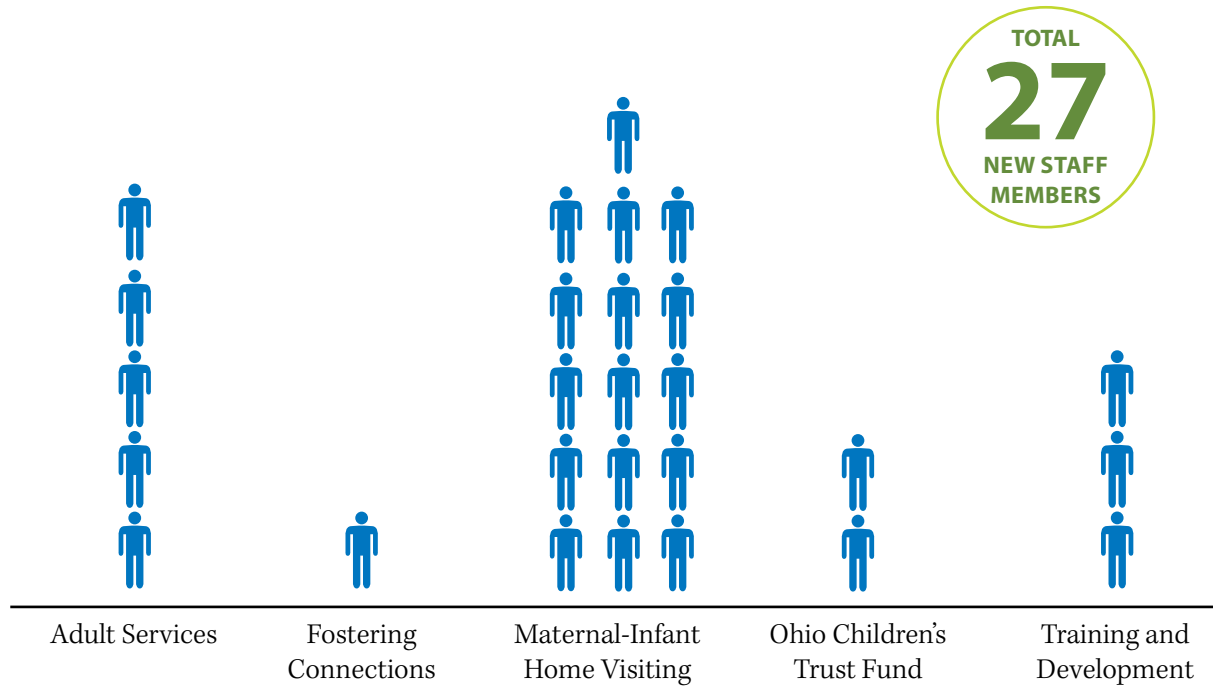 TOTAL
27
NEW STAFF
MEMBERS
Adult Services
Fostering
Connections
Maternal-Infant
Home Visiting
Ohio Children's
Trust Fund
Training and
Development